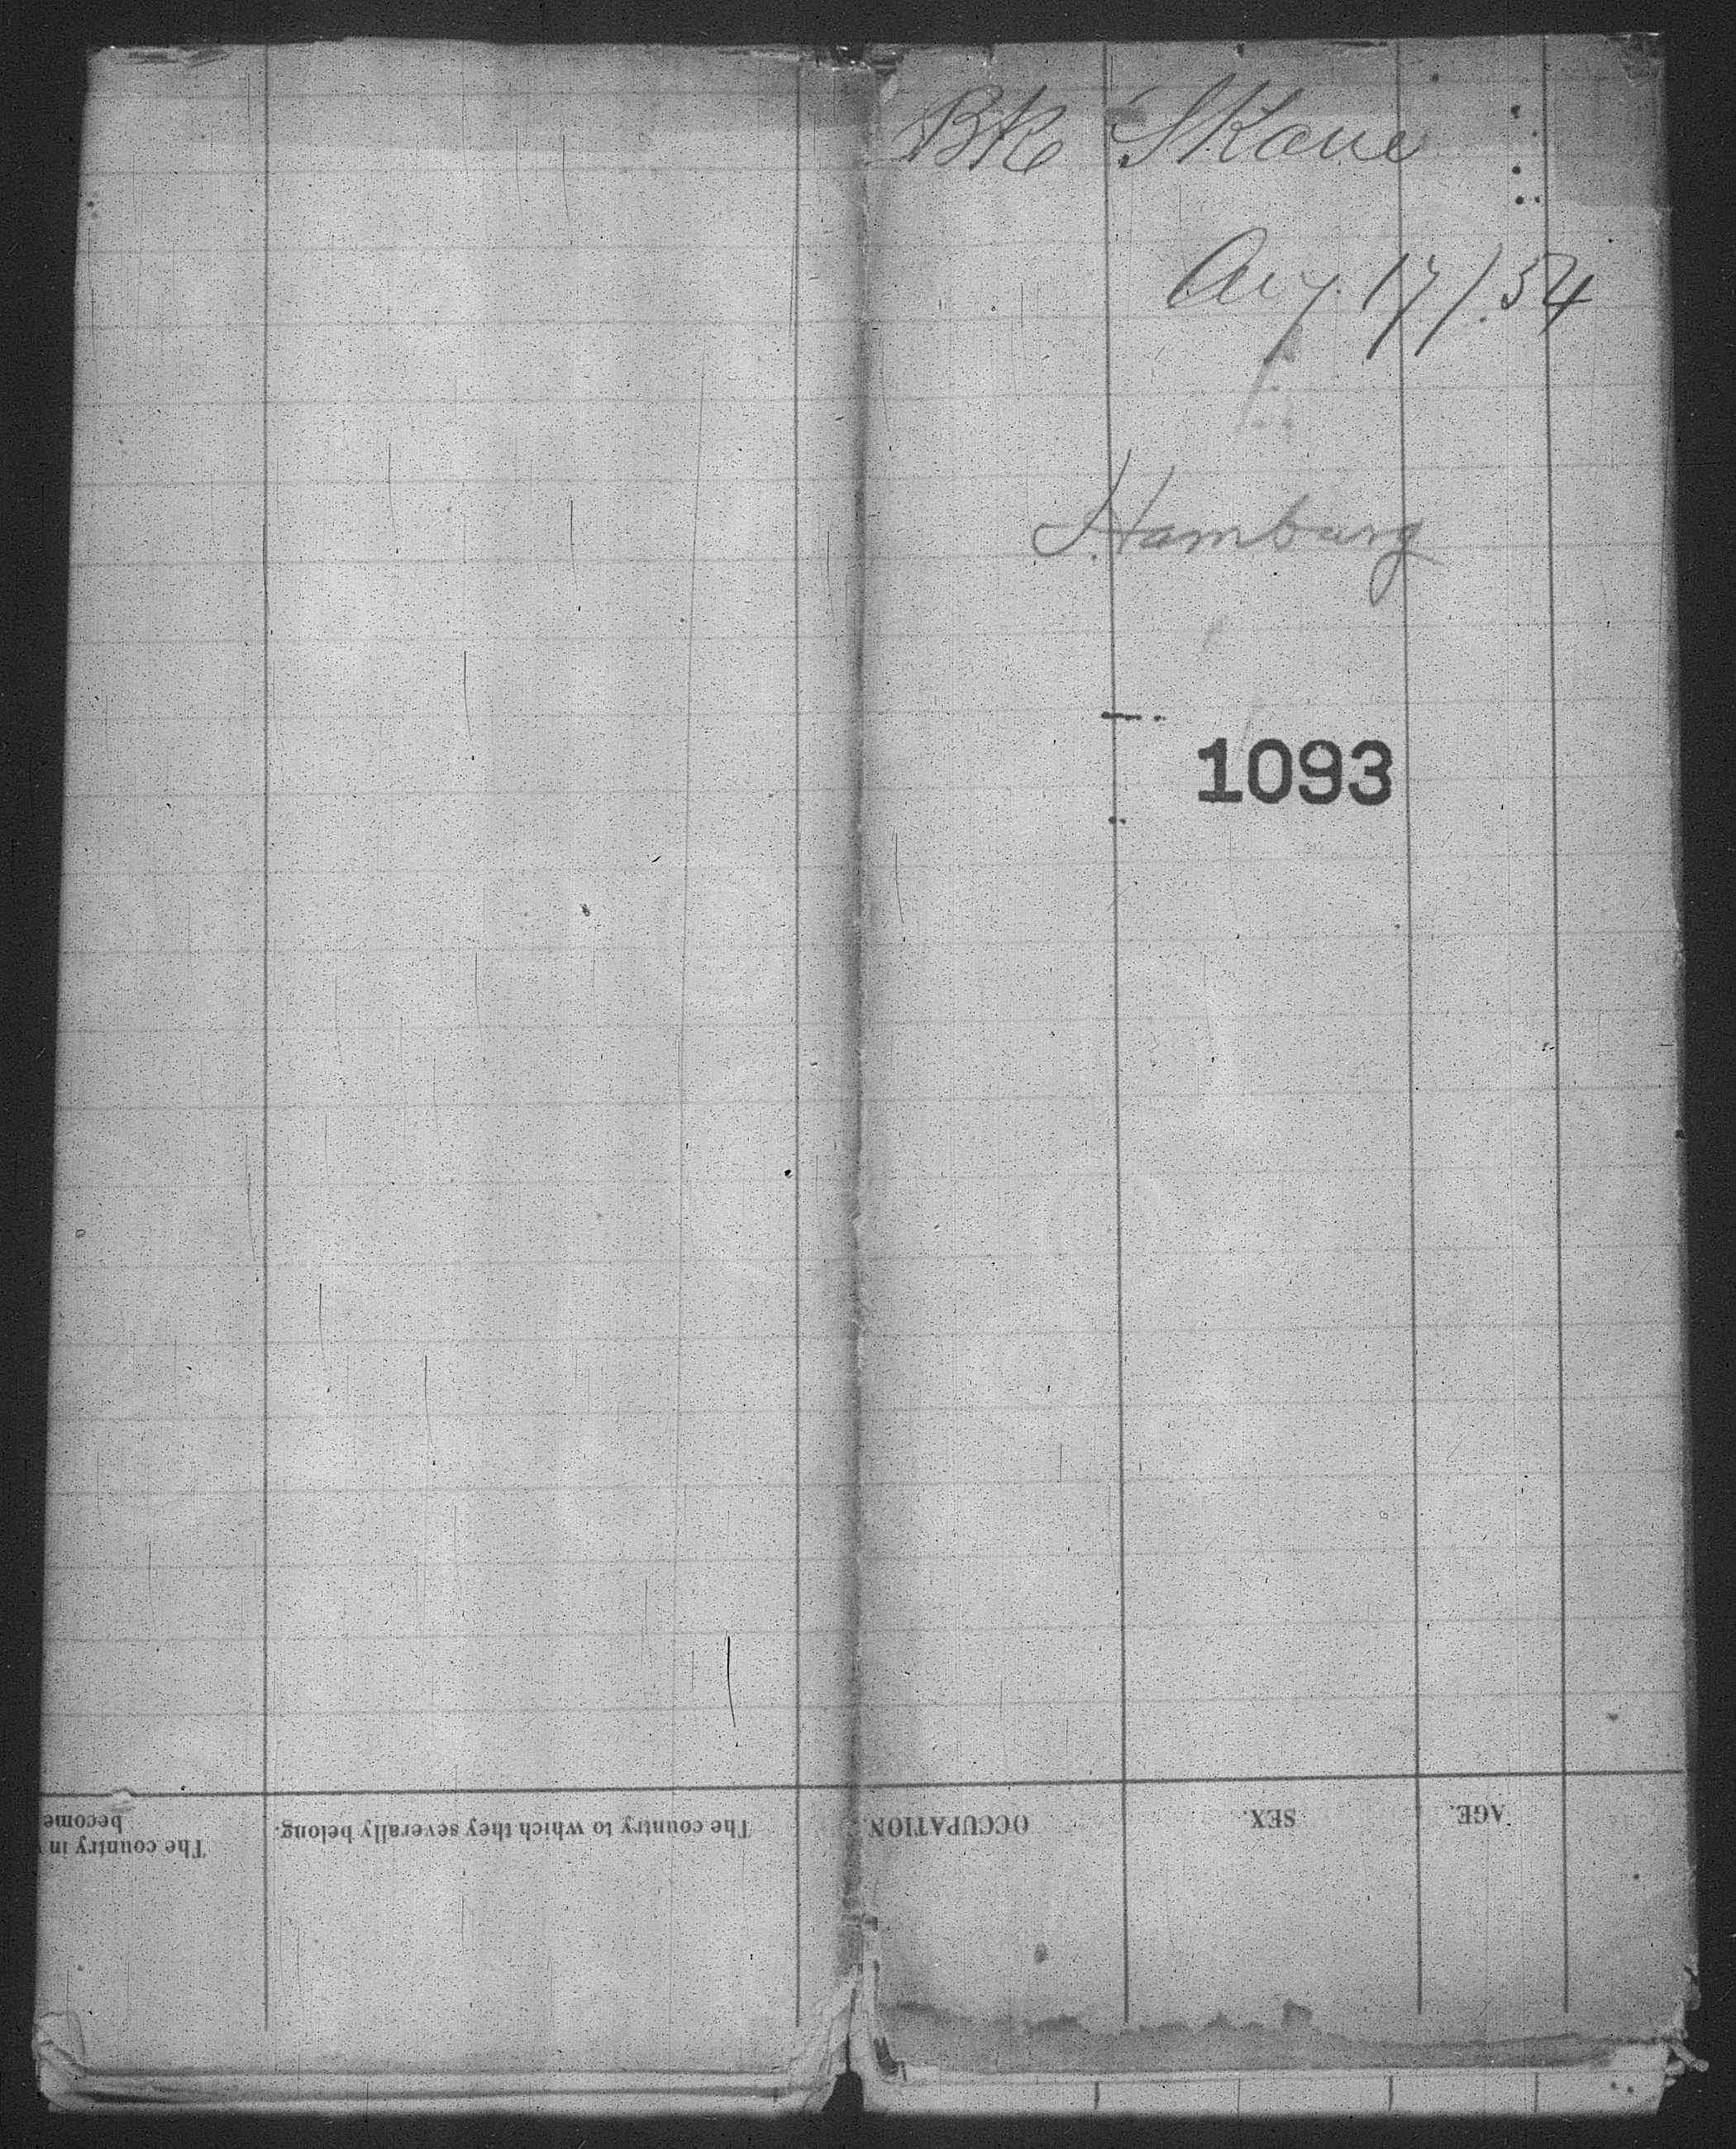 Bk Skane
Aug. 17/.54
Hamburg
1093
AGE.
SEX.
OCCUPATION.
The country to which they severally belong.
The country in
become